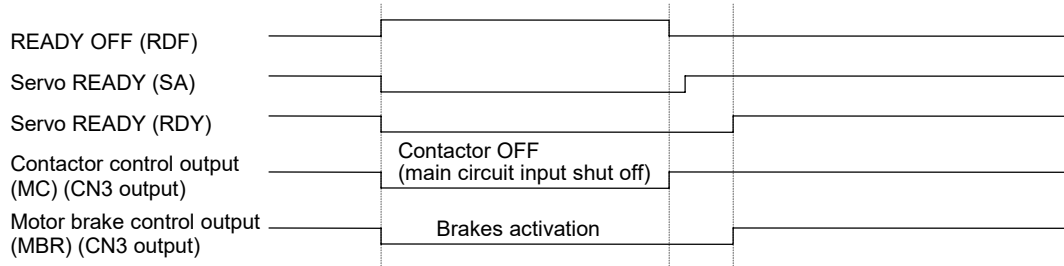 READY OFF (RDF)
Servo READY (SA)
Servo READY (RDY)
Contactor control output
(MC) (CN3 output)
Contactor OFF
(main circuit input shut off)
Motor brake control output
(MBR) (CN3 output)
Brakes activation